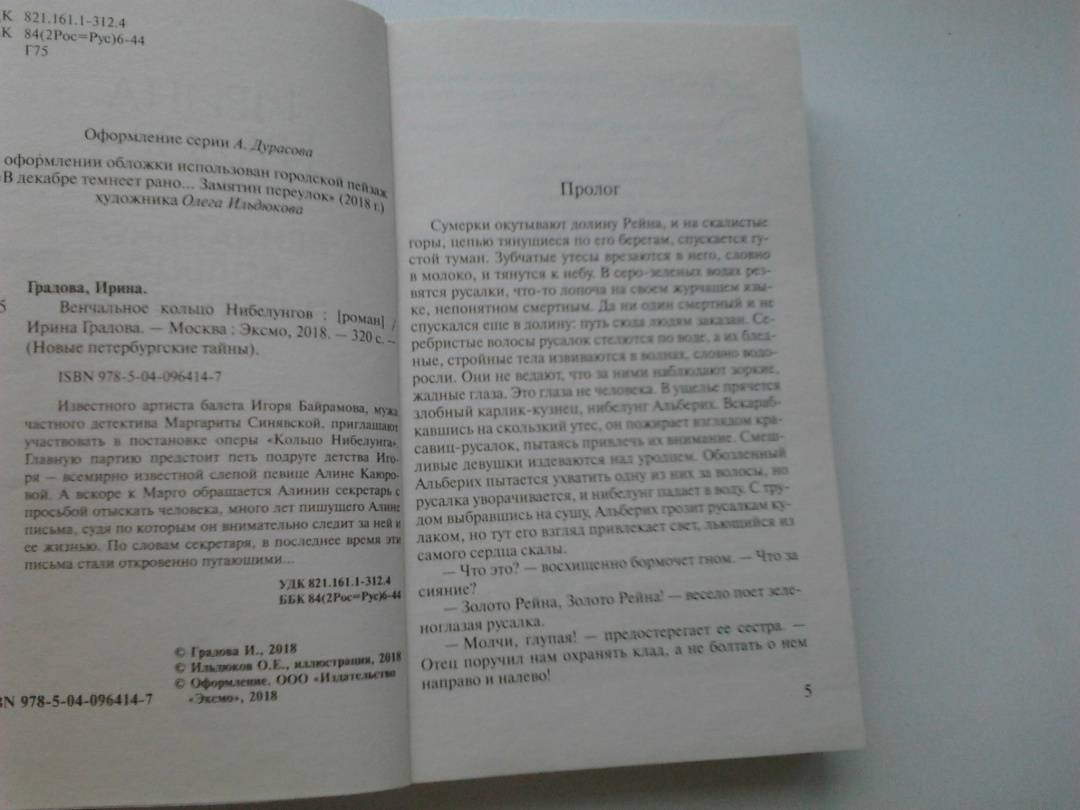 ДК 821.161.1-312.4
К 84(2Рос=Рус)6-44
Г75
Оформление серии А. Дурасова
оформлении обложки использован городской пейзаж
«В декабре темнеет рано... Замятин переулок» (2018 г.)
художника Олега Ильдюкова
Градова, Ирина.
5 Венчальное кольцо Нибелунгов : [роман] /
Ирина Градова. — Москва : Эксмо, 2018. — 320 с. —
(Новые петербургские тайны).
ISBN 978-5-04-096414-7
Известного артиста балета Игоря Байрамова, мужа
частного детектива Маргариты Синявской, приглашают
участвовать в постановке оперы «Кольцо Нибелунга».
Главную партию предстоит петь подруге детства Иго-
ря — всемирно известной слепой певице Алине Каюро-
вой. А вскоре к Марго обращается Алинин секретарь с
просьбой отыскать человека, много лет пишущего Алине
письма, судя по которым он внимательно следит за ней и
ее жизнью. По словам секретаря, в последнее время эти
письма стали откровенно пугающими...
УДК 821.161.1-312.4
ББК 84(2Рос=Рус)6-44
© Градова И., 2018
© Ильдюков О.Е., иллюстрация, 2018
© Оформление. ООО «Издательство
«Эксмо», 2018
BN 978-5-04-096414-7
Пролог
Сумерки окутывают долину Рейна, и на скалистые
горы, цепью тянущиеся по его берегам, спускается гу-
стой туман. Зубчатые утесы врезаются в него, словно
в молоко, и тянутся к небу. В серо-зеленых водах рез-
вятся русалки, что-то лопоча на своем журчащем язы-
ке, непонятном смертным. Да ни один смертный и не
спускался еще в долину: путь сюда людям заказан. Се-
ребристые волосы русалок стелются по воде, а их блед-
ные, стройные тела извиваются в волнах, словно водо-
росли. Они не ведают, что за ними наблюдают зоркие,
жадные глаза. Это глаза не человека. В ущелье прячется
злобный карлик-кузнец, нибелунг Альберих. Вскараб-
кавшись на скользкий утес, он пожирает взглядом кра-
савиц-русалок, пытаясь привлечь их внимание. Смеш-
ливые девушки издеваются над уродцем. Обозленный
Альберих пытается ухватить одну из них за волосы, но
русалка уворачивается, и нибелунг падает в воду. С тру-
дом выбравшись на сушу, Альберих грозит русалкам ку-
лаком, но тут его взгляд привлекает свет, льющийся из
самого сердца скалы.
— Что это? — восхищенно бормочет гном. — Что за
сияние?
— Золото Рейна, Золото Рейна! — весело поет зеле-
ноглазая русалка.
— Молчи, глупая! — предостерегает ее сестра. —
Отец поручил нам охранять клад, а не болтать о нем
направо и налево!
5